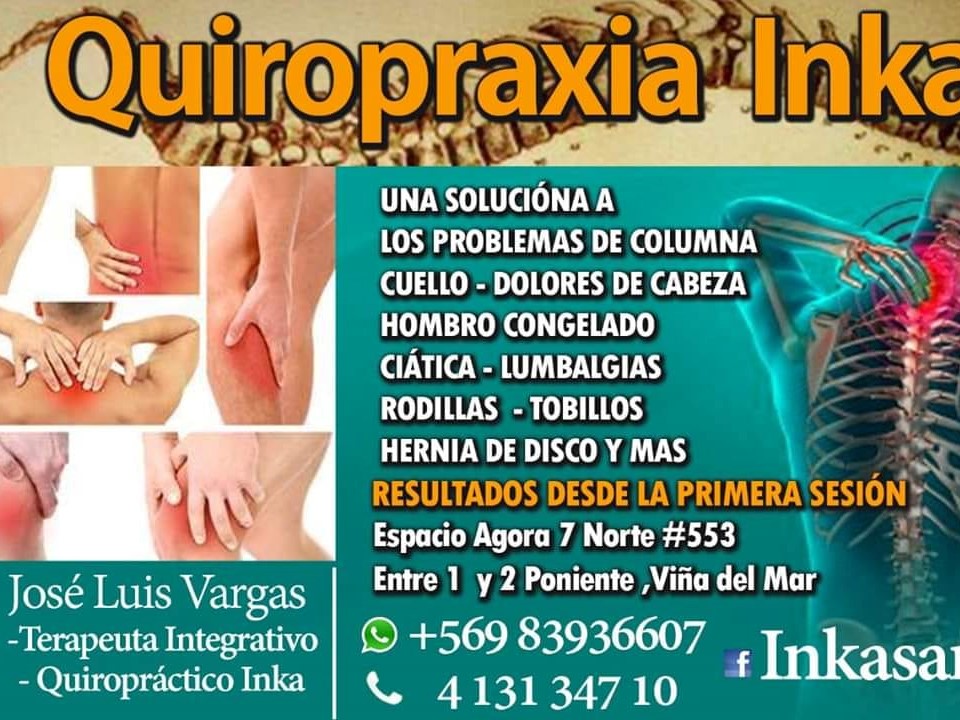 Quiropraxia Inka
UNA SOLUCIÓNA A
LOS PROBLEMAS DE COLUMNA
CUELLO - DOLORES DE CABEZA
HOMBRO CONGELADO
CIÁTICA - LUMBALGIAS
RODILLAS - TOBILLOS
HERNIA DE DISCO Y MAS
RESULTADOS DESDE LA PRIMERA SESIÓN
Espacio Agora 7 Norte #553
Entre 1 y 2 Poniente ,Viña del Mar
José Luis Vargas
-Terapeuta Integrativo
- Quiropráctico Inka
+569 83936607
4 131 347 10